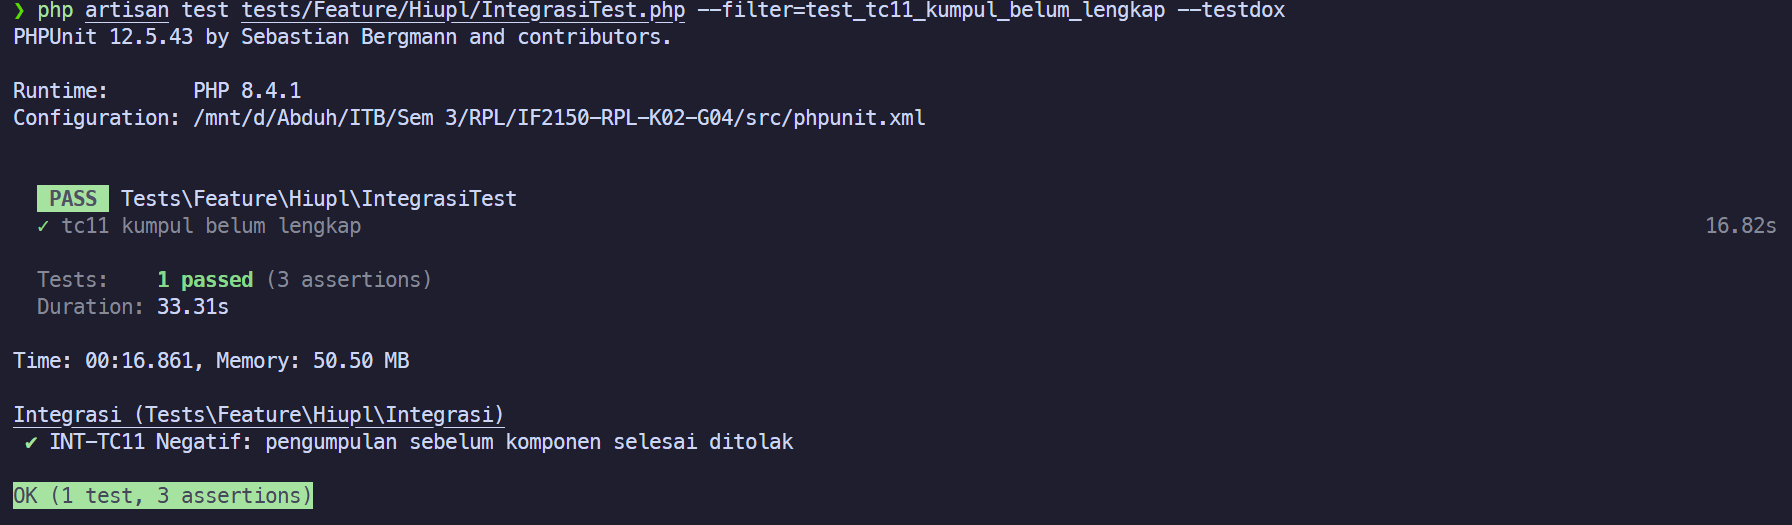 ❯ php artisan test tests/Feature/Hiupl/IntegrasiTest.php --filter=test_tc11_kumpul_belum_lengkap --testdox
PHPUnit 12.5.43 by Sebastian Bergmann and contributors.
Runtime:       PHP 8.4.1
Configuration: /mnt/d/Abduh/ITB/Sem 3/RPL/IF2150-RPL-K02-G04/src/phpunit.xml
PASS  Tests\Feature\Hiupl\IntegrasiTest
✓ tc11 kumpul belum lengkap 16.82s
Tests:    1 passed (3 assertions)
Duration: 33.31s
Time: 00:16.861, Memory: 50.50 MB
Integrasi (Tests\Feature\Hiupl\Integrasi)
✔ INT-TC11 Negatif: pengumpulan sebelum komponen selesai ditolak
OK (1 test, 3 assertions)